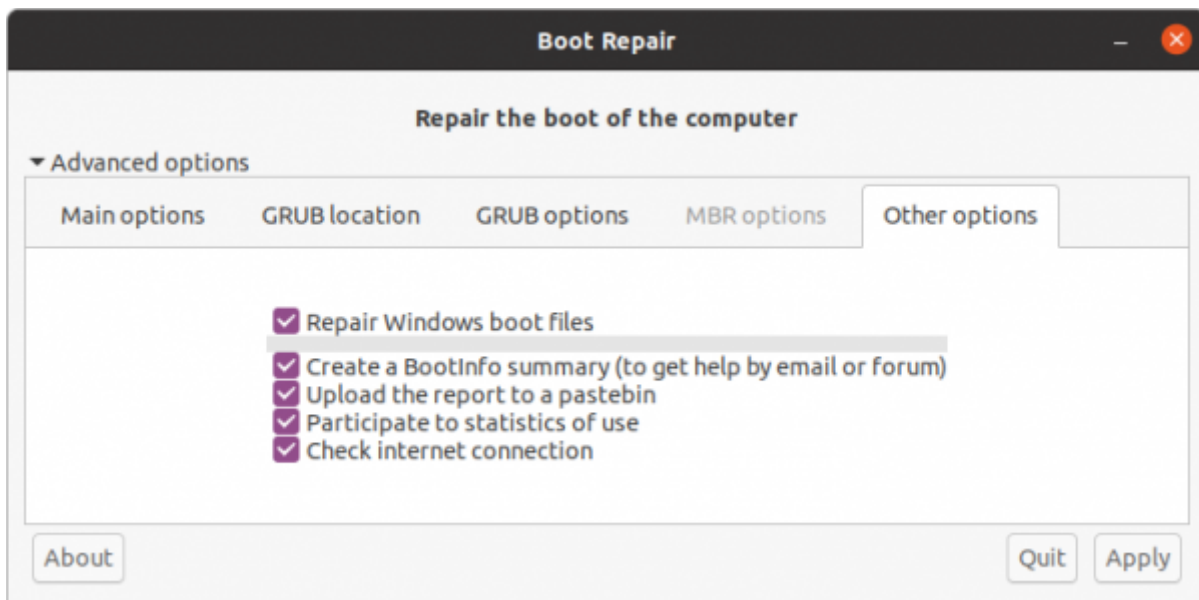 Boot Repair
Repair the boot of the computer
Advanced options
Main options GRUB location GRUB options MBR options Other options
Repair Windows boot files
Create a BootInfo summary (to get help by email or forum)
Upload the report to a pastebin
Participate to statistics of use
Check internet connection
About Quit Apply